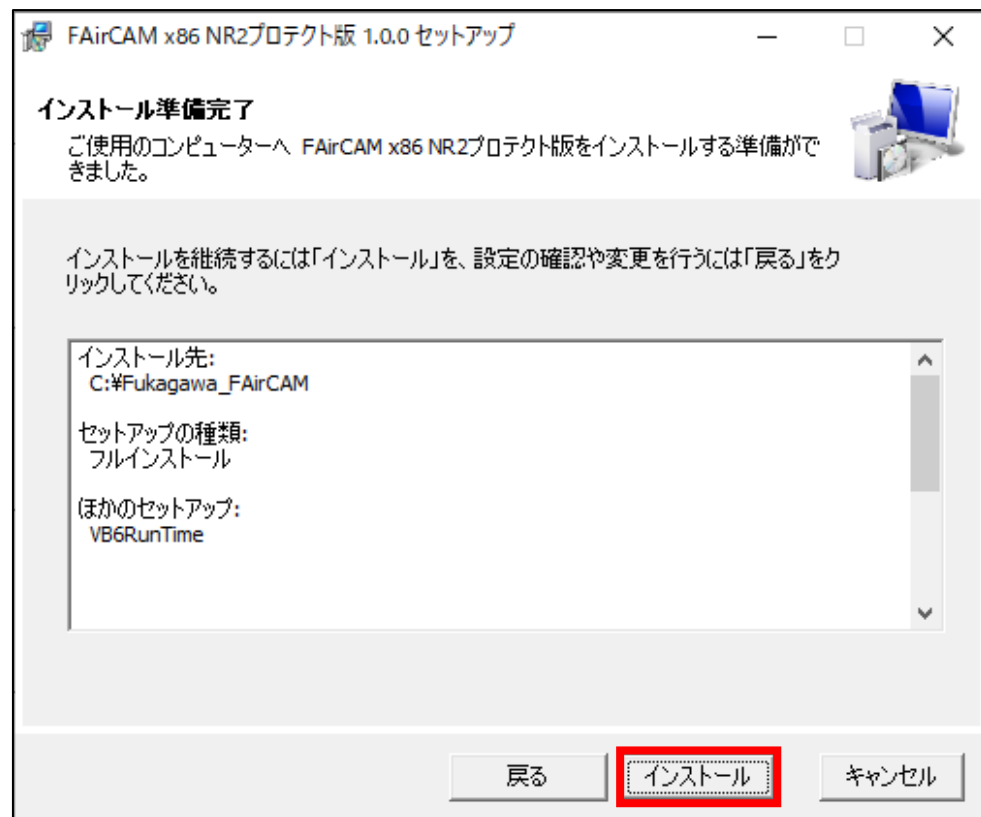 FAirCAM x86 NR2プロテクト版 1.0.0 セットアップ
インストール準備完了
ご使用のコンピューターへ FAirCAM x86 NR2プロテクト版をインストールする準備がで
きました。
インストールを継続するには「インストール」を、設定の確認や変更を行うには「戻る」をク
リックしてください。
インストール先:
C:¥Fukagawa_FAirCAM
セットアップの種類:
フルインストール
ほかのセットアップ:
VB6RunTime
戻る
インストール
キャンセル